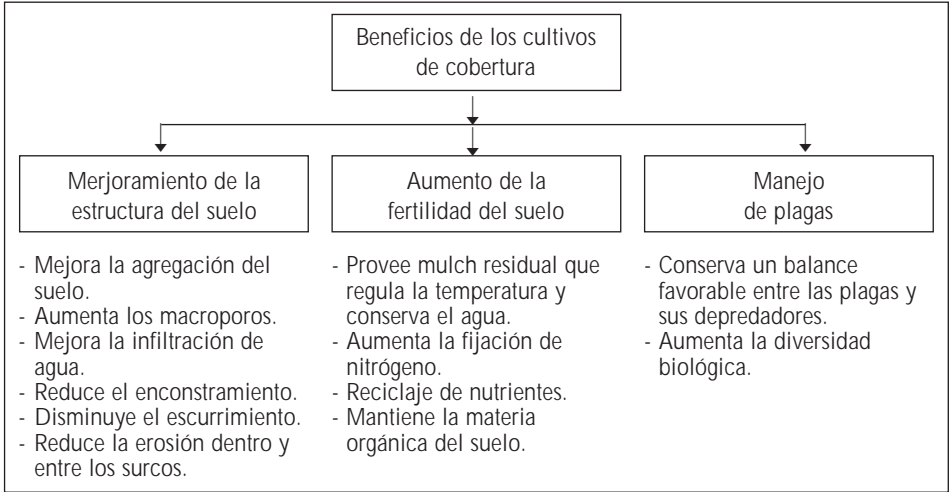 Beneficios de los cultivos
de cobertura
Merjoramiento de la
estructura del suelo
- Mejora la agregación del
suelo.
- Aumenta los macroporos.
- Mejora la infiltración de
agua.
- Reduce el enconstramiento.
- Disminuye el escurrimiento.
- Reduce la erosión dentro y
entre los surcos.
Aumento de la
fertilidad del suelo
- Provee mulch residual que
regula la temperatura y
conserva el agua.
- Aumenta la fijación de
nitrógeno.
- Reciclaje de nutrientes.
- Mantiene la materia
orgánica del suelo.
Manejo
de plagas
- Conserva un balance
favorable entre las plagas y
sus depredadores.
- Aumenta la diversidad
biológica.